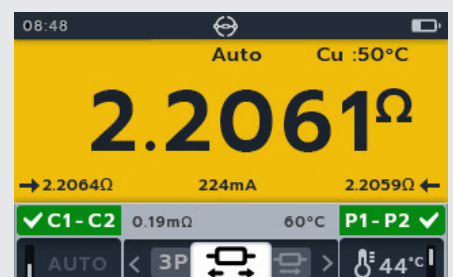 08:48
Auto Cu :50°C
2.2061Ω
→2.2064Ω 224mA 2.2059Ω←
✓ C1-C2 0.19mΩ 60°C P1-P2 ✓
AUTO < 3P > 44°C